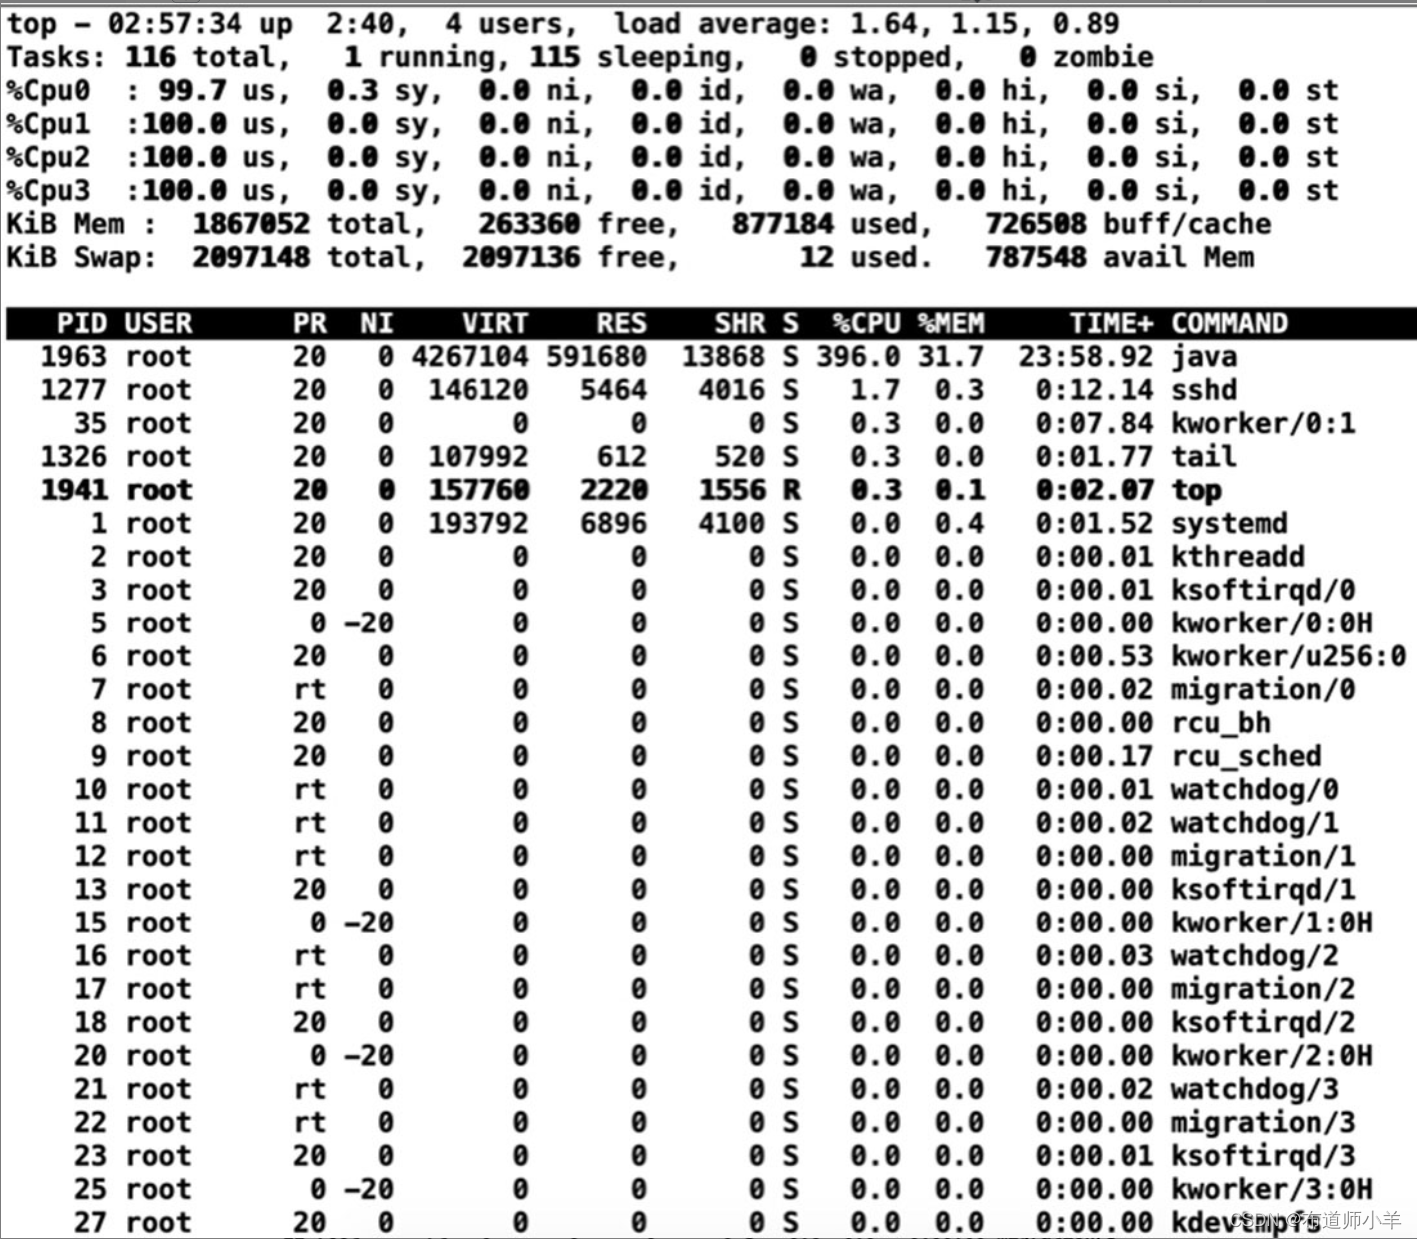 top - 02:57:34 up  2:40,  4 users,  load average: 1.64, 1.15, 0.89
Tasks: 116 total,   1 running, 115 sleeping,   0 stopped,   0 zombie
%Cpu0  : 99.7 us,  0.3 sy,  0.0 ni,  0.0 id,  0.0 wa,  0.0 hi,  0.0 si,  0.0 st
%Cpu1  :100.0 us,  0.0 sy,  0.0 ni,  0.0 id,  0.0 wa,  0.0 hi,  0.0 si,  0.0 st
%Cpu2  :100.0 us,  0.0 sy,  0.0 ni,  0.0 id,  0.0 wa,  0.0 hi,  0.0 si,  0.0 st
%Cpu3  :100.0 us,  0.0 sy,  0.0 ni,  0.0 id,  0.0 wa,  0.0 hi,  0.0 si,  0.0 st
KiB Mem :  1867052 total,   263360 free,   877184 used,   726508 buff/cache
KiB Swap:  2097148 total,  2097136 free,       12 used.   787548 avail Mem
PID USER      PR  NI    VIRT    RES    SHR S  %CPU %MEM     TIME+ COMMAND
1963 root      20   0 4267104 591680  13868 S 396.0 31.7  23:58.92 java
1277 root      20   0  146120   5464   4016 S   1.7  0.3   0:12.14 sshd
35 root      20   0       0      0      0 S   0.3  0.0   0:07.84 kworker/0:1
1326 root      20   0  107992    612    520 S   0.3  0.0   0:01.77 tail
1941 root      20   0  157760   2220   1556 R   0.3  0.1   0:02.07 top
1 root      20   0  193792   6896   4100 S   0.0  0.4   0:01.52 systemd
2 root      20   0       0      0      0 S   0.0  0.0   0:00.01 kthreadd
3 root      20   0       0      0      0 S   0.0  0.0   0:00.01 ksoftirqd/0
5 root       0 -20       0      0      0 S   0.0  0.0   0:00.00 kworker/0:0H
6 root      20   0       0      0      0 S   0.0  0.0   0:00.53 kworker/u256:0
7 root      rt   0       0      0      0 S   0.0  0.0   0:00.02 migration/0
8 root      20   0       0      0      0 S   0.0  0.0   0:00.00 rcu_bh
9 root      20   0       0      0      0 S   0.0  0.0   0:00.17 rcu_sched
10 root      rt   0       0      0      0 S   0.0  0.0   0:00.01 watchdog/0
11 root      rt   0       0      0      0 S   0.0  0.0   0:00.02 watchdog/1
12 root      rt   0       0      0      0 S   0.0  0.0   0:00.00 migration/1
13 root      20   0       0      0      0 S   0.0  0.0   0:00.00 ksoftirqd/1
15 root       0 -20       0      0      0 S   0.0  0.0   0:00.00 kworker/1:0H
16 root      rt   0       0      0      0 S   0.0  0.0   0:00.03 watchdog/2
17 root      rt   0       0      0      0 S   0.0  0.0   0:00.00 migration/2
18 root      20   0       0      0      0 S   0.0  0.0   0:00.00 ksoftirqd/2
20 root       0 -20       0      0      0 S   0.0  0.0   0:00.00 kworker/2:0H
21 root      rt   0       0      0      0 S   0.0  0.0   0:00.02 watchdog/3
22 root      rt   0       0      0      0 S   0.0  0.0   0:00.00 migration/3
23 root      20   0       0      0      0 S   0.0  0.0   0:00.01 ksoftirqd/3
25 root       0 -20       0      0      0 S   0.0  0.0   0:00.00 kworker/3:0H
27 root      20   0       0      0      0 S   0.0  0.0   0:00.00 kdevtmpfs
CSDN @布道师小羊